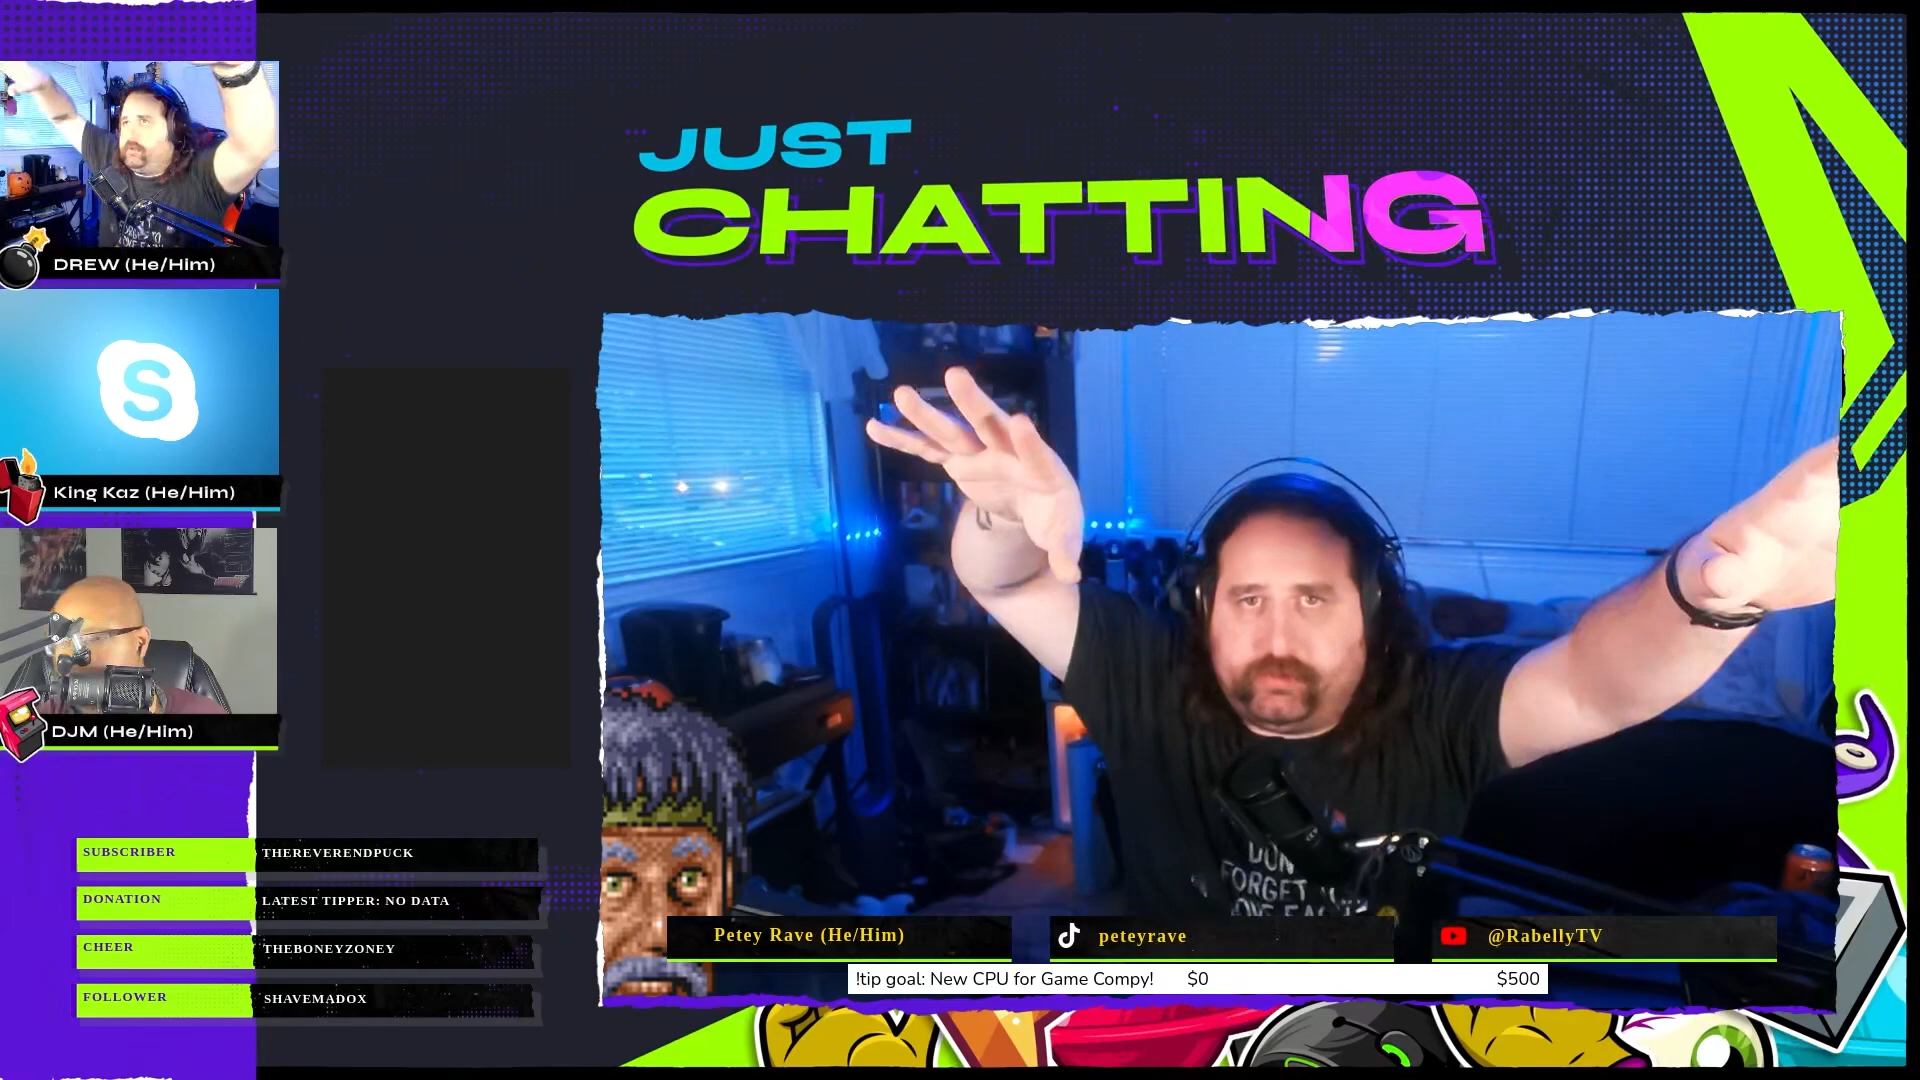 JUST
CHATTING
DREW (He/Him)
S
King Kaz (He/Him)
DJM (He/Him)
SUBSCRIBER THEREVERENDPUCK
DONATION LATEST TIPPER: NO DATA
CHEER THEBONEYZONEY
FOLLOWER SHAVEMADOX
DON'T
FORGET
Petey Rave (He/Him)
peteyrave
@RabellyTV
!tip goal: New CPU for Game Compy! $0 $500